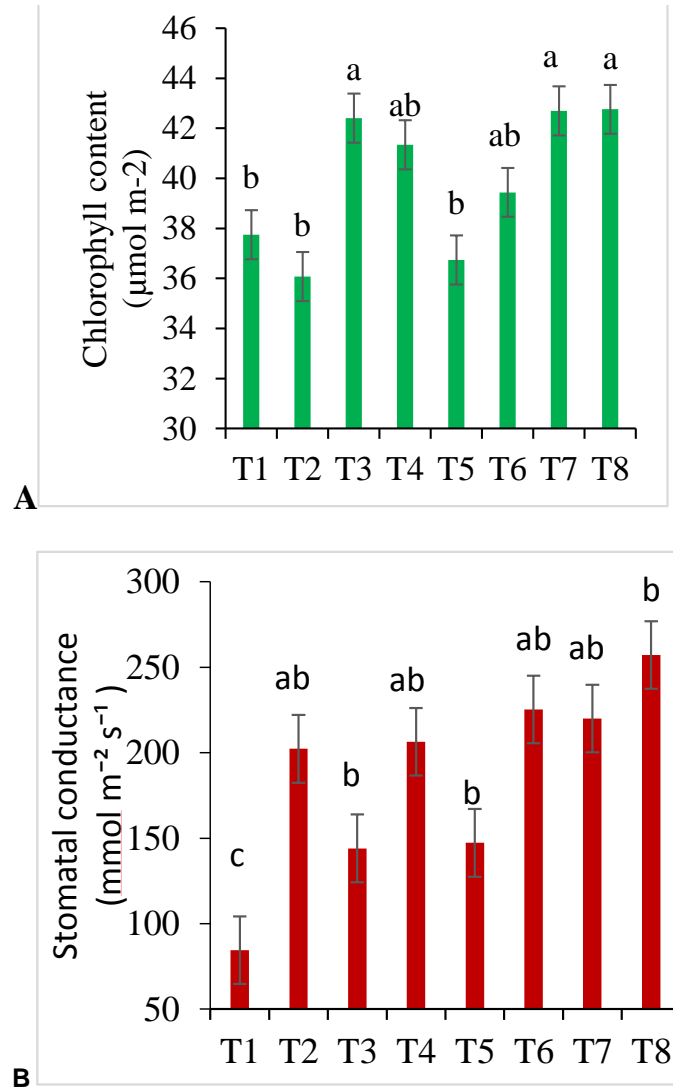 46
44
42
40
38
36
34
32
30
Chlorophyll content
(µmol m-2)
b
b
a
ab
b
ab
a
a
T1 T2 T3 T4 T5 T6 T7 T8
A
300
250
200
150
100
50
Stomatal conductance
(mmol m⁻² s⁻¹ )
c
ab
b
ab
b
ab
ab
b
T1 T2 T3 T4 T5 T6 T7 T8
B